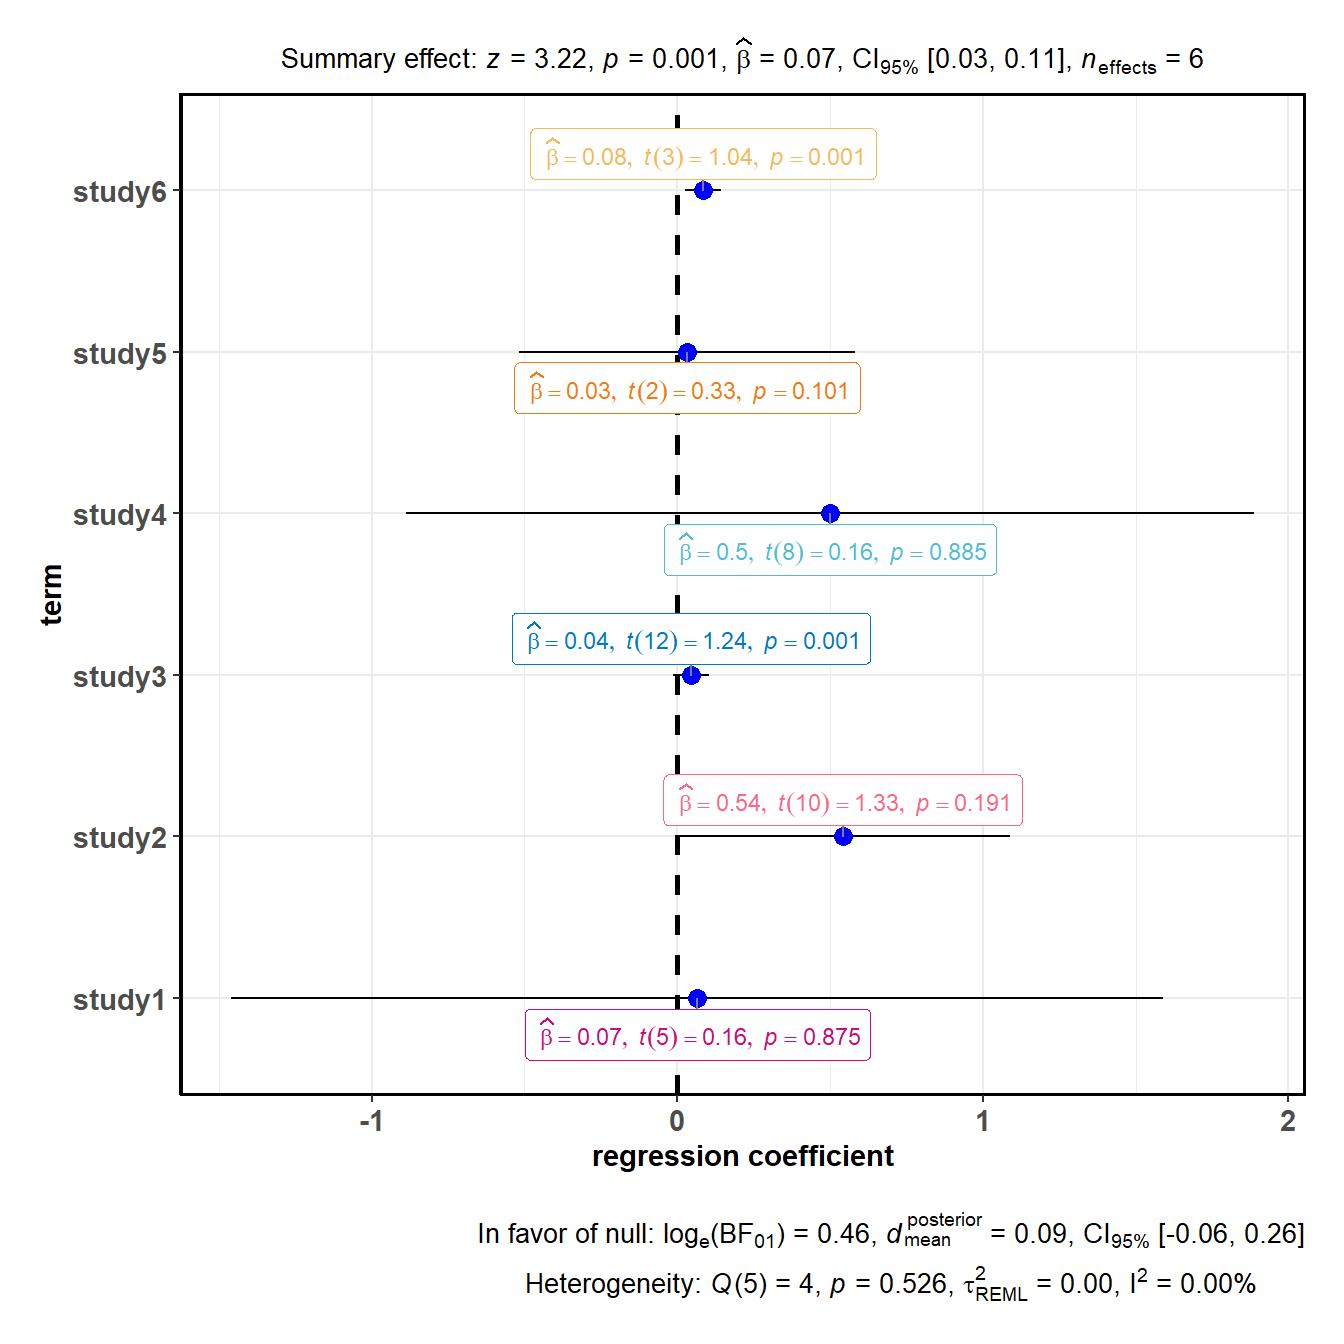 Summary effect: z = 3.22, p = 0.001, β̂ = 0.07, CI95% [0.03, 0.11], neffects = 6
β̂ = 0.08, t(3) = 1.04, p = 0.001
study6
study5
β̂ = 0.03, t(2) = 0.33, p = 0.101
study4
β̂ = 0.5, t(8) = 0.16, p = 0.885
term
β̂ = 0.04, t(12) = 1.24, p = 0.001
study3
β̂ = 0.54, t(10) = 1.33, p = 0.191
study2
study1
β̂ = 0.07, t(5) = 0.16, p = 0.875
-1 0 1 2
regression coefficient
In favor of null: loge(BF01) = 0.46, d posterior mean = 0.09, CI95% [-0.06, 0.26]
Heterogeneity: Q(5) = 4, p = 0.526, τ²REML = 0.00, I² = 0.00%